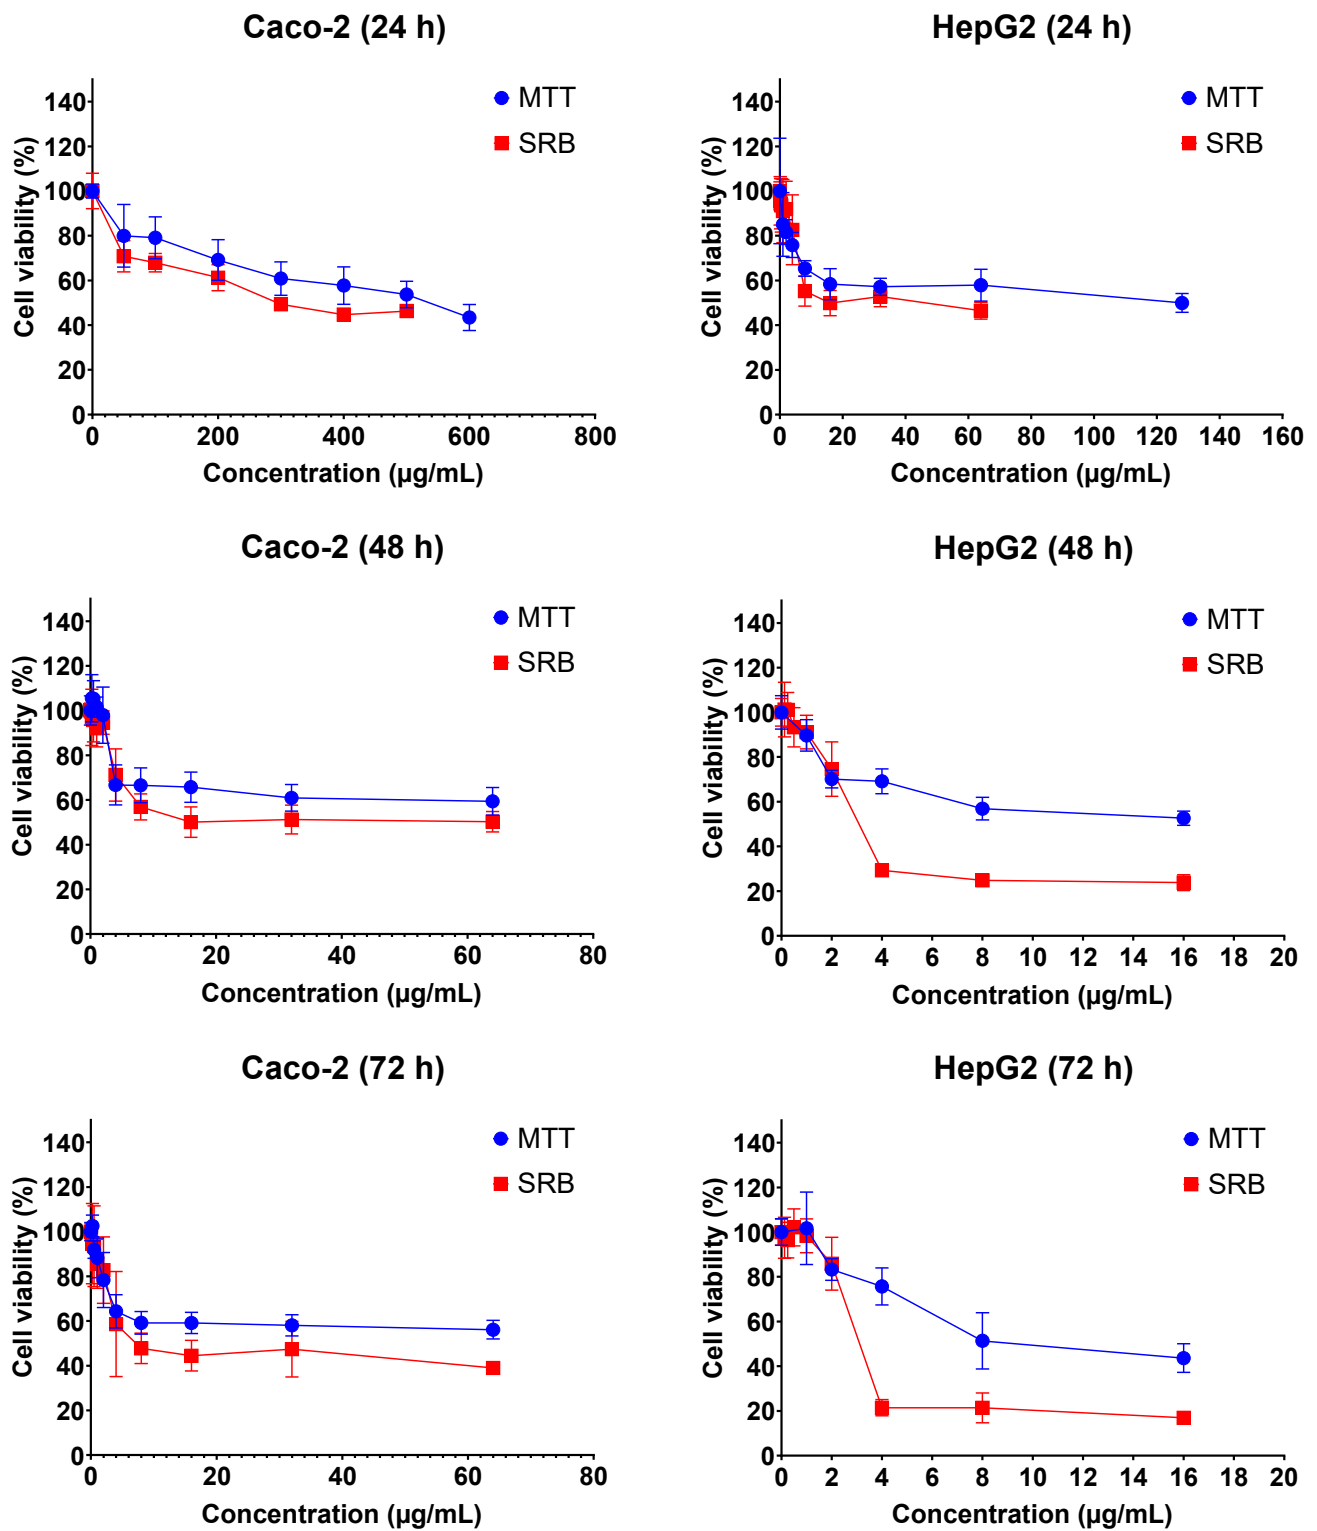 Caco-2 (24 h)
Cell viability (%)
140
120
100
80
60
40
20
0
0 200 400 600 800
Concentration (µg/mL)
MTT
SRB
HepG2 (24 h)
Cell viability (%)
140
120
100
80
60
40
20
0
0 20 40 60 80 100 120 140 160
Concentration (µg/mL)
MTT
SRB
Caco-2 (48 h)
Cell viability (%)
140
120
100
80
60
40
20
0
0 20 40 60 80
Concentration (µg/mL)
MTT
SRB
HepG2 (48 h)
Cell viability (%)
140
120
100
80
60
40
20
0
0 2 4 6 8 10 12 14 16 18 20
Concentration (µg/mL)
MTT
SRB
Caco-2 (72 h)
Cell viability (%)
140
120
100
80
60
40
20
0
0 20 40 60 80
Concentration (µg/mL)
MTT
SRB
HepG2 (72 h)
Cell viability (%)
140
120
100
80
60
40
20
0
0 2 4 6 8 10 12 14 16 18 20
Concentration (µg/mL)
MTT
SRB